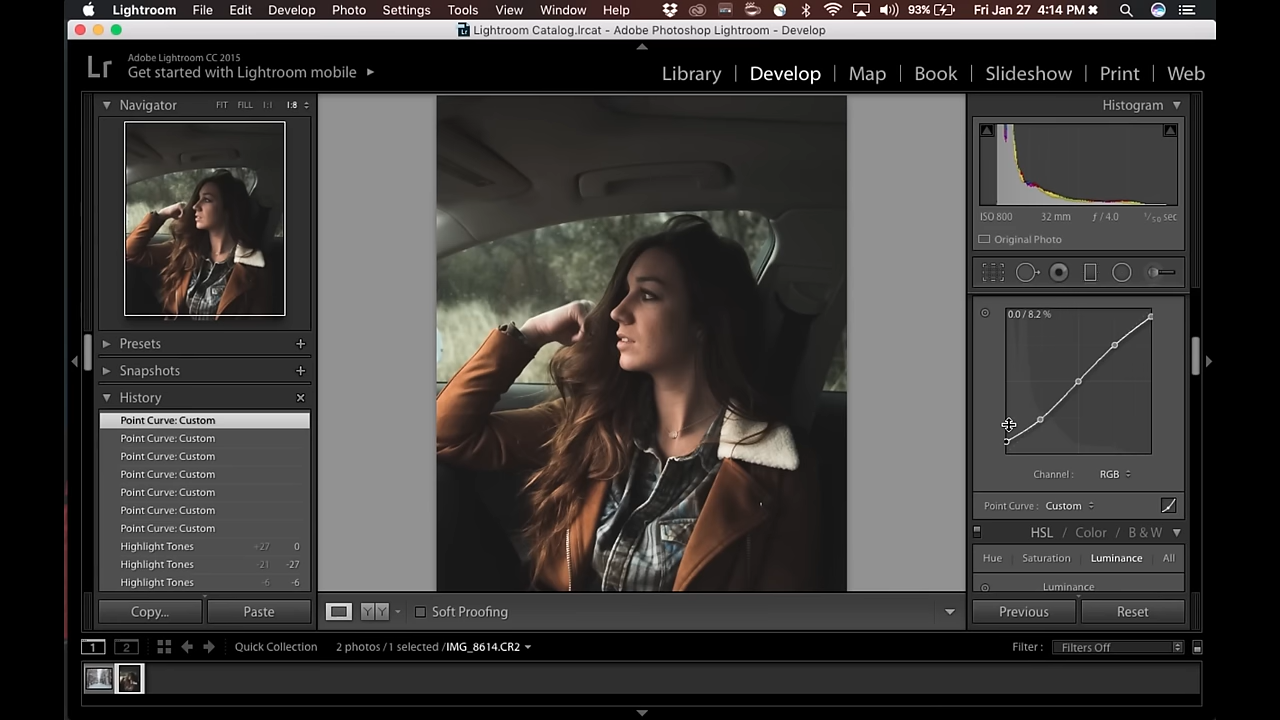 Lightroom File Edit Develop Photo Settings Tools View Window Help 93% Fri Jan 27 4:14 PM
Lightroom Catalog.lrcat - Adobe Photoshop Lightroom - Develop
Lr Adobe Lightroom CC 2015
Get started with Lightroom mobile
Library | Develop | Map | Book | Slideshow | Print | Web
Navigator FIT FILL 1:1 1:8
Histogram
ISO 800 32 mm ƒ / 4.0 1/50 sec
Original Photo
0.0 / 8.2 %
Channel : RGB
Point Curve : Custom
HSL / Color / B & W
Hue Saturation Luminance All
Luminance
Presets
Snapshots
History
Point Curve: Custom
Point Curve: Custom
Point Curve: Custom
Point Curve: Custom
Point Curve: Custom
Point Curve: Custom
Point Curve: Custom
Highlight Tones +27 0
Highlight Tones -21 -27
Highlight Tones -6 -6
Copy... Paste
Y Y Soft Proofing
Previous Reset
1 2 Quick Collection 2 photos / 1 selected / IMG_8614.CR2
Filter : Filters Off